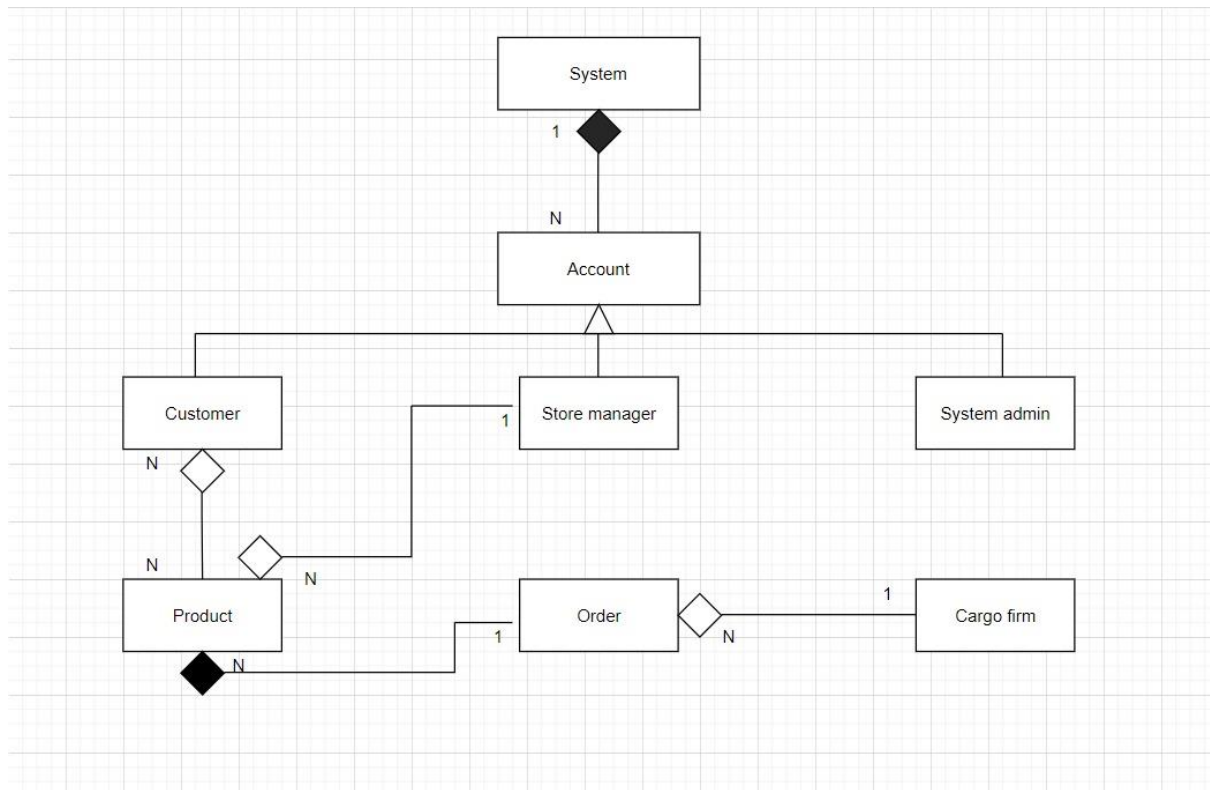 System
1
N
Account
Customer
Store manager
System admin
1
N
N
N
Product
Order
Cargo firm
1
N
1
N